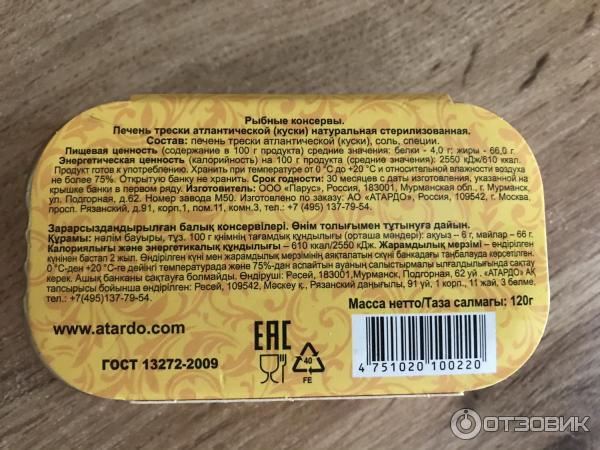 Рыбные консервы.
Печень трески атлантической (куски) натуральная стерилизованная.
Состав: печень трески атлантической (куски), соль, специи.
Пищевая ценность (содержание в 100 г продукта) средние значения: белки - 4,0 г; жиры - 66,0 г.
Энергетическая ценность (калорийность) на 100 г продукта (средние значения): 2550 кДж/610 ккал.
Продукт готов к употреблению. Хранить при температуре от 0 °С до +20 °С и относительной влажности воздуха
не более 75%. Открытую банку не хранить. Срок годности: 30 месяцев с даты изготовления, указанной на
крышке банки в первом ряду. Изготовитель: ООО «Парус», Россия, 183001, Мурманская обл., г. Мурманск,
ул. Подгорная, д.62. Номер завода М50. Изготовлено по заказу: АО «АТАРДО», Россия, 109542, г. Москва,
просп. Рязанский, д.91, корп.1, пом.11, комн.3, тел.: +7 (495) 137-79-54.
Зарарсыздандырылған балық консервілері. Өнім толығымен тұтынуға дайын.
Құрамы: нәлім бауыры, тұз. 100 г өнімнің тағамдық құндылығы (орташа мендері): ақуыз – 6 г, майлар – 66 г.
Калориялығы және энергетикалық құндылығы – 610 ккал/2550 кДж. Жарамдылық мерзімі – өндірілген
күнінен бастап 2 жыл. Өндірілген күні мен жарамдылық мерзімінің аяқталатын скүні банкадағы таңбалауда көрсетілген.
0 °С-ден +20 °С-ге дейінгі температурада және 75%-дан аспайтын ауаның салыстырмалы ылғалдылығында сақтау
керек. Ашық банканы сақтауға болмайды. Өндіруші: Ресей, 183001,Мурманск, Подгорная, 62 үй. «АТАРДО» АҚ
тапсырысы бойынша өндірген: Ресей, 109542, Мәскеу қ., Рязанский даңғылы, 91 үй, 1 корп., 11 жай, 3 бөлме.
тел.: +7(495)137-79-54.
Масса нетто/Таза салмағы: 120г
www.atardo.com
ЕАС
ГОСТ 13272-2009
40
FE
4 751020 100220
ОТЗОВИК